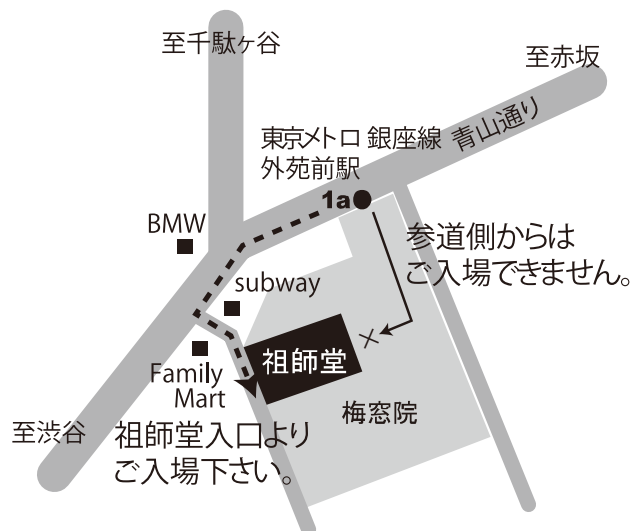 至千駄ヶ谷
至赤坂
東京メトロ 銀座線
外苑前駅
青山通り
1a
BMW
参道側からは
ご入場できません。
subway
祖師堂
Family
Mart
梅窓院
至渋谷
祖師堂入口より
ご入場下さい。